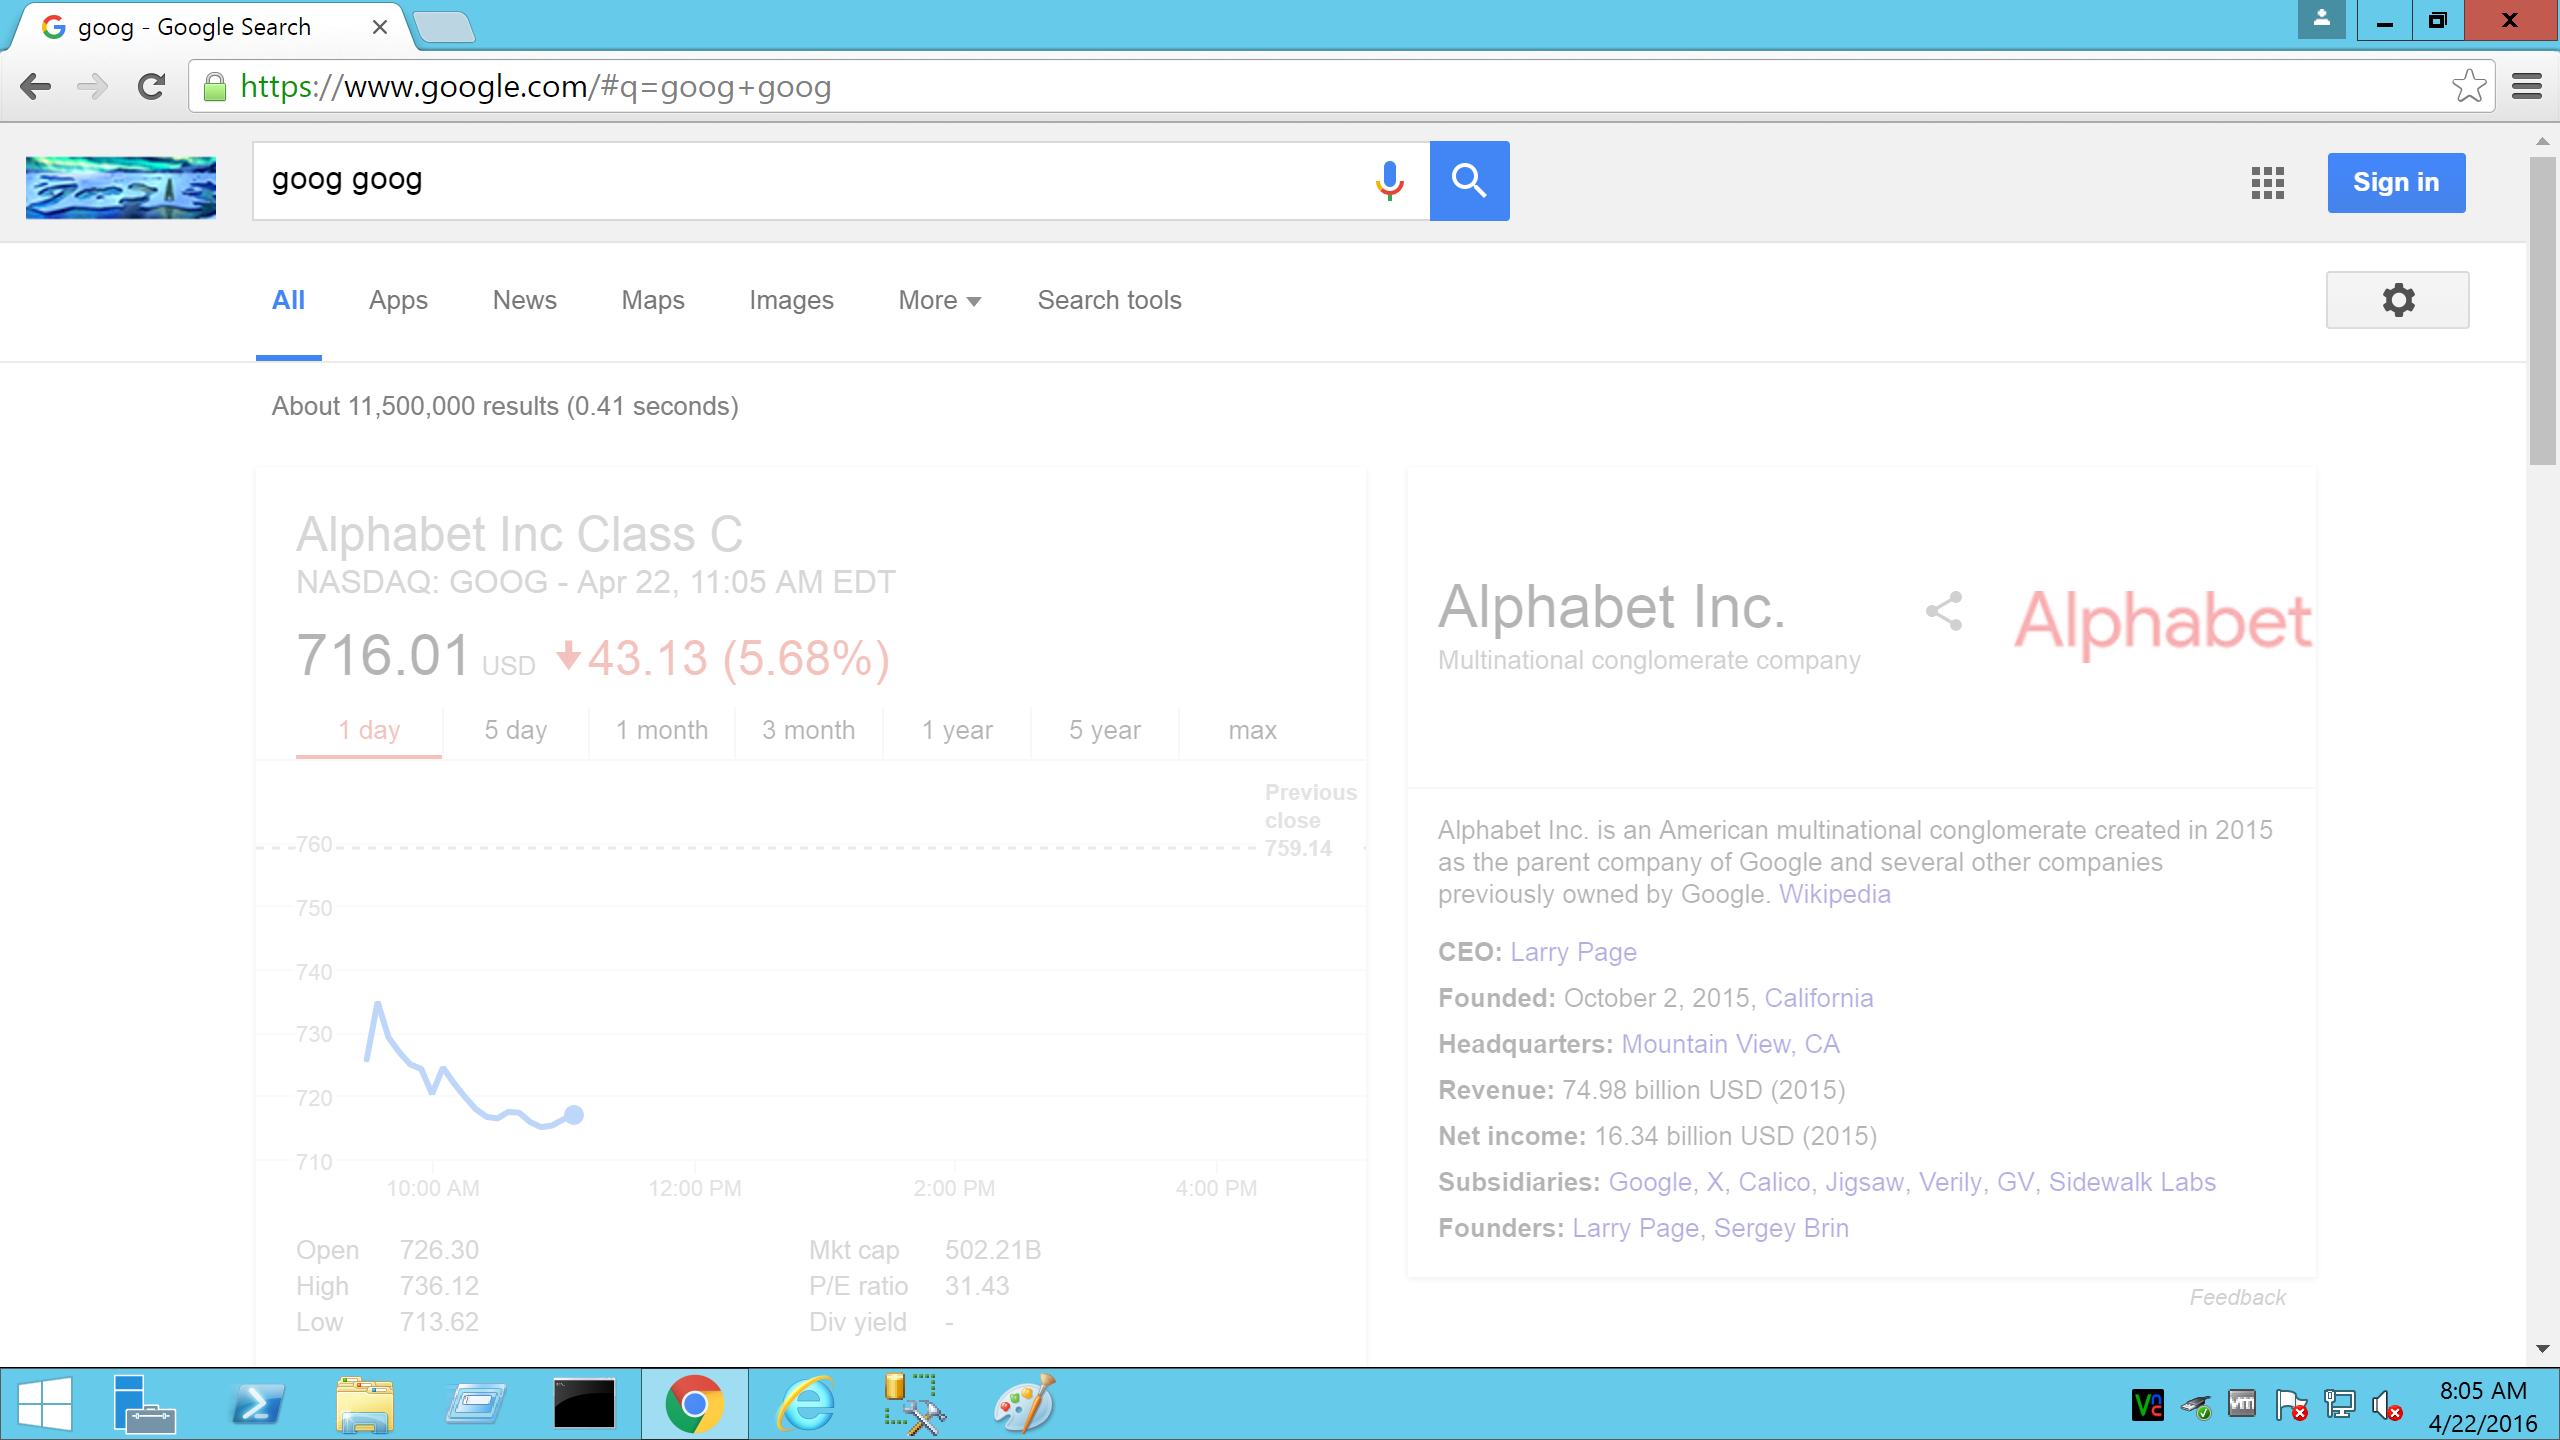 goog - Google Search
https://www.google.com/#q=goog+goog
goog goog
Sign in
All Apps News Maps Images More Search tools
About 11,500,000 results (0.41 seconds)
Alphabet Inc Class C
NASDAQ: GOOG - Apr 22, 11:05 AM EDT
716.01 USD 43.13 (5.68%)
1 day 5 day 1 month 3 month 1 year 5 year max
Previous
close
759.14
760
750
740
730
720
710
10:00 AM 12:00 PM 2:00 PM 4:00 PM
Open 726.30 Mkt cap 502.21B
High 736.12 P/E ratio 31.43
Low 713.62 Div yield -
Alphabet Inc.
Multinational conglomerate company
Alphabet
Alphabet Inc. is an American multinational conglomerate created in 2015
as the parent company of Google and several other companies
previously owned by Google. Wikipedia
CEO: Larry Page
Founded: October 2, 2015, California
Headquarters: Mountain View, CA
Revenue: 74.98 billion USD (2015)
Net income: 16.34 billion USD (2015)
Subsidiaries: Google, X, Calico, Jigsaw, Verily, GV, Sidewalk Labs
Founders: Larry Page, Sergey Brin
Feedback
8:05 AM
4/22/2016